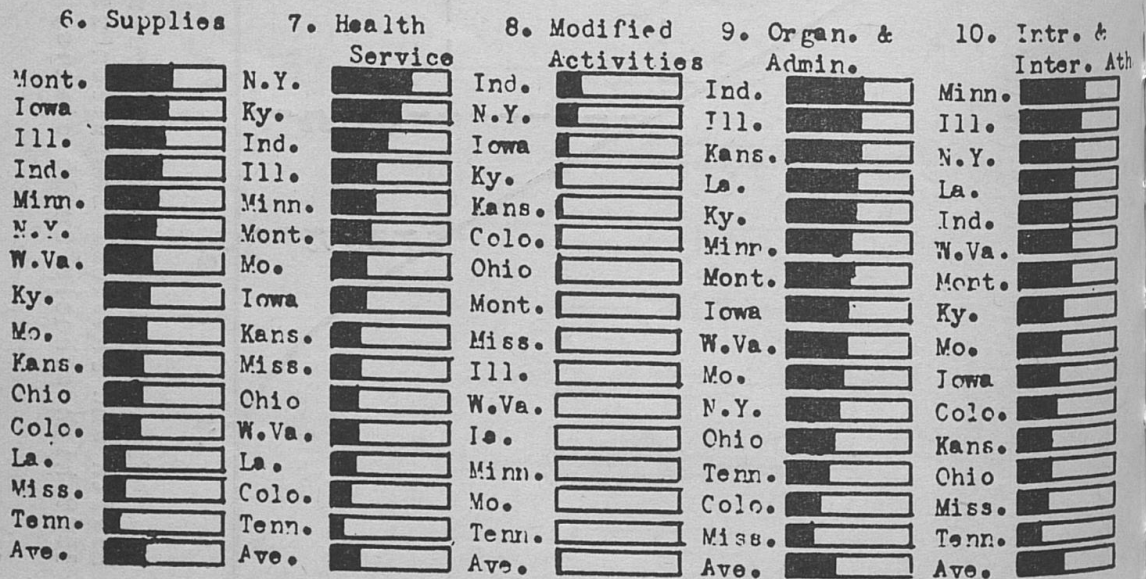 6. Supplies
Mont.
Iowa
Ill.
Ind.
Minn.
N.Y.
W.Va.
Ky.
Mo.
Kans.
Ohio
Colo.
La.
Miss.
Tenn.
Ave.
7. Health
Service
N.Y.
Ky.
Ind.
Ill.
Minn.
Mont.
Mo.
Iowa
Kans.
Miss.
Ohio
W.Va.
La.
Colo.
Tenn.
Ave.
8. Modified
Activities
Ind.
N.Y.
Iowa
Ky.
Kans.
Colo.
Ohio
Mont.
Miss.
Ill.
W.Va.
La.
Minn.
Mo.
Tenn.
Ave.
9. Organ. &
Admin.
Ind.
Ill.
Kans.
La.
Ky.
Minn.
Mont.
Iowa
W.Va.
Mo.
N.Y.
Ohio
Tenn.
Colo.
Miss.
Ave.
10. Intr. &
Inter. Ath
Minn.
Ill.
N.Y.
La.
Ind.
W.Va.
Mont.
Ky.
Mo.
Iowa
Colo.
Kans.
Ohio
Miss.
Tenn.
Ave.